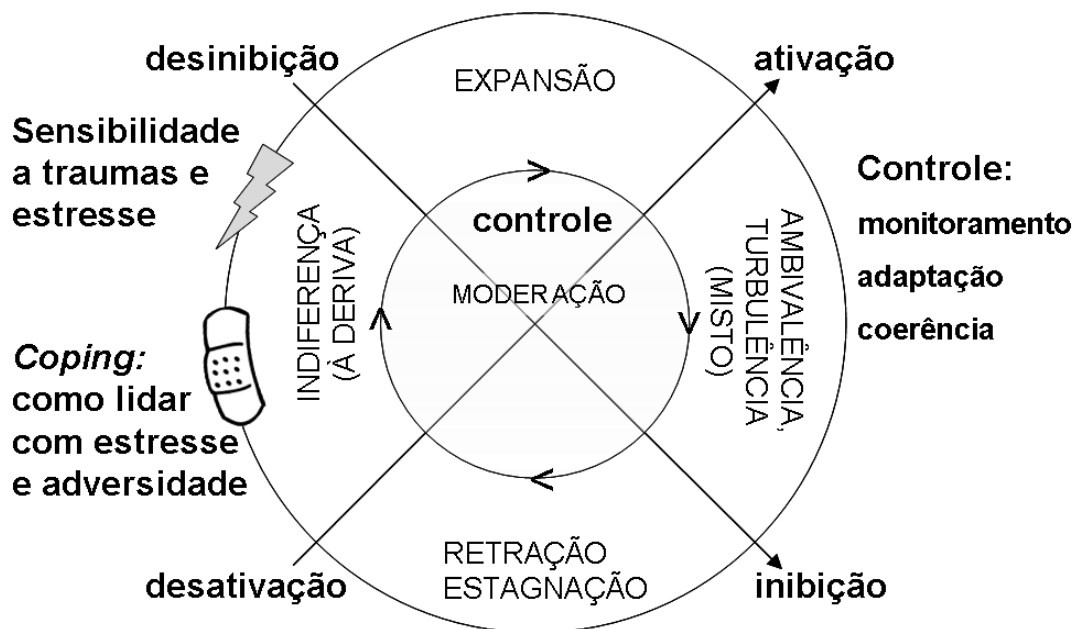 desinibição
EXPANSÃO
ativação
Sensibilidade
a traumas e
estresse
controle
MODERAÇÃO
INDIFERENÇA
(À DERIVA)
AMBIVALÊNCIA,
TURBULÊNCIA
(MISTO)
Controle:
monitoramento
adaptação
coerência
Coping:
como lidar
com estresse
e adversidade
RETRAÇÃO
ESTAGNAÇÃO
desativação
inibição